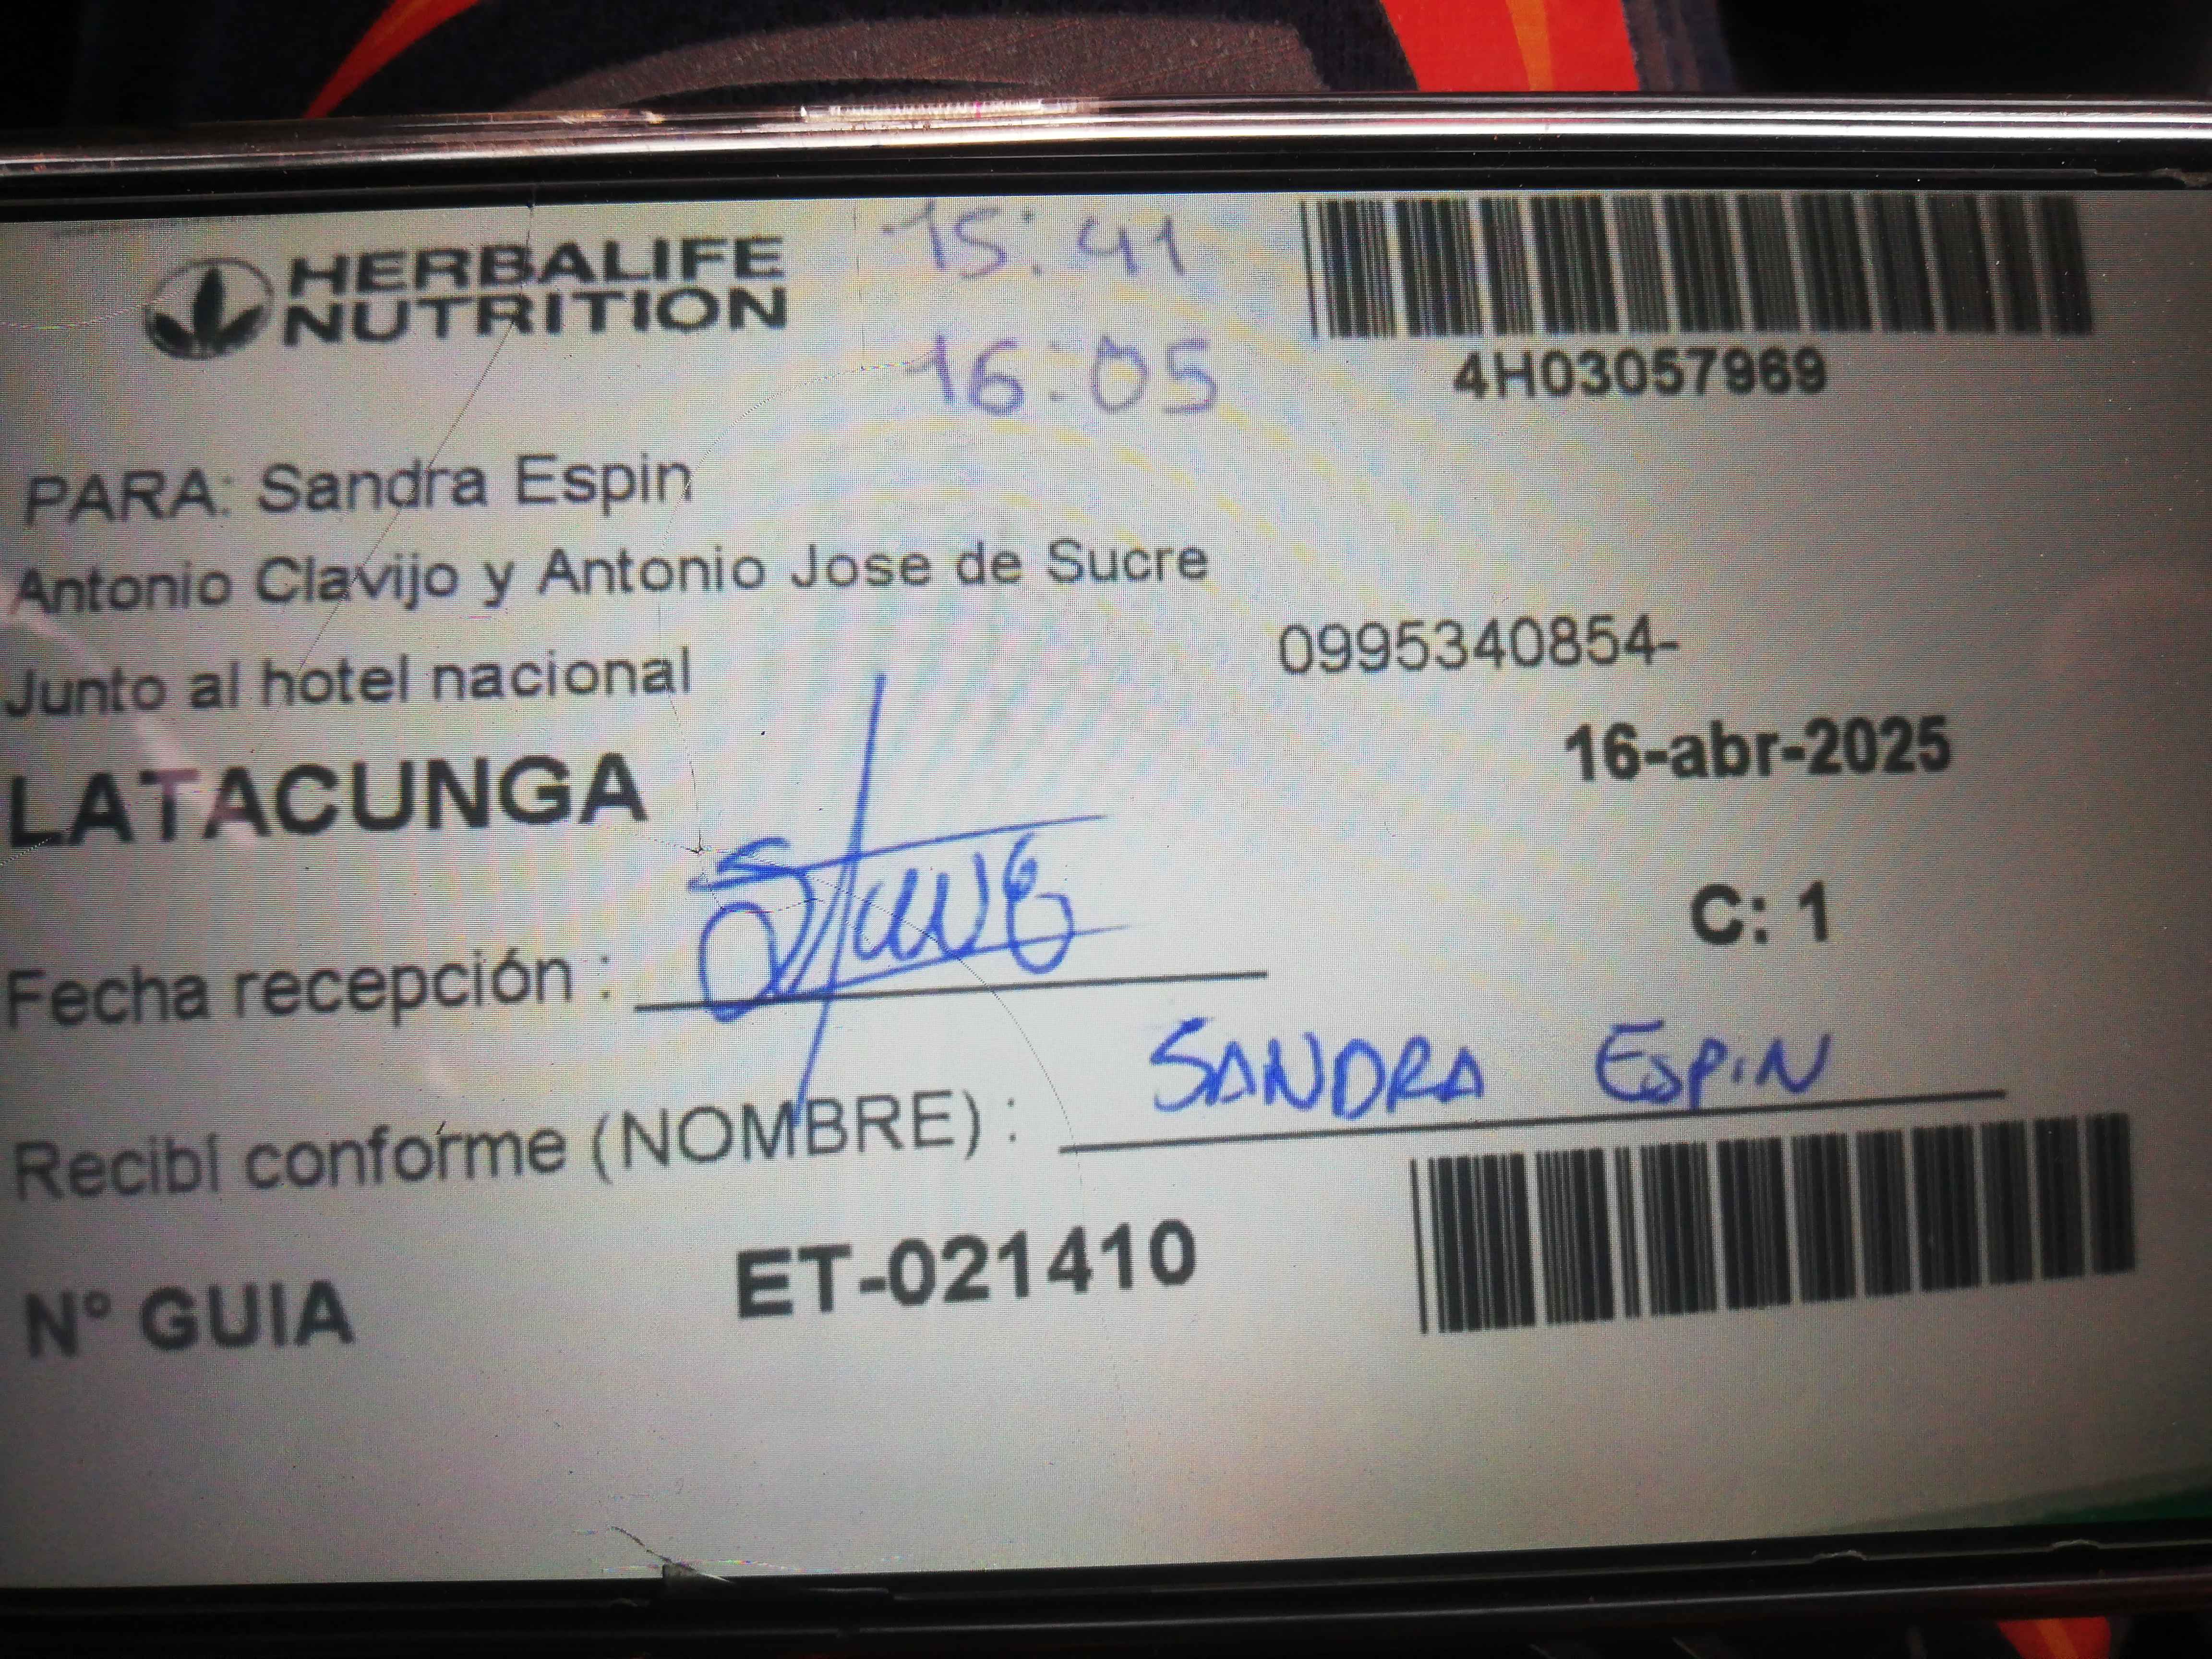 HERBALIFE
NUTRITION
15:41
16:05
4H03057969
PARA: Sandra Espin
Antonio Clavijo y Antonio Jose de Sucre
Junto al hotel nacional
0995340854-
LATACUNGA
16-abr-2025
C: 1
Fecha recepción :
Recibí conforme (NOMBRE) : SANDRA ESPIN
N° GUIA ET-021410